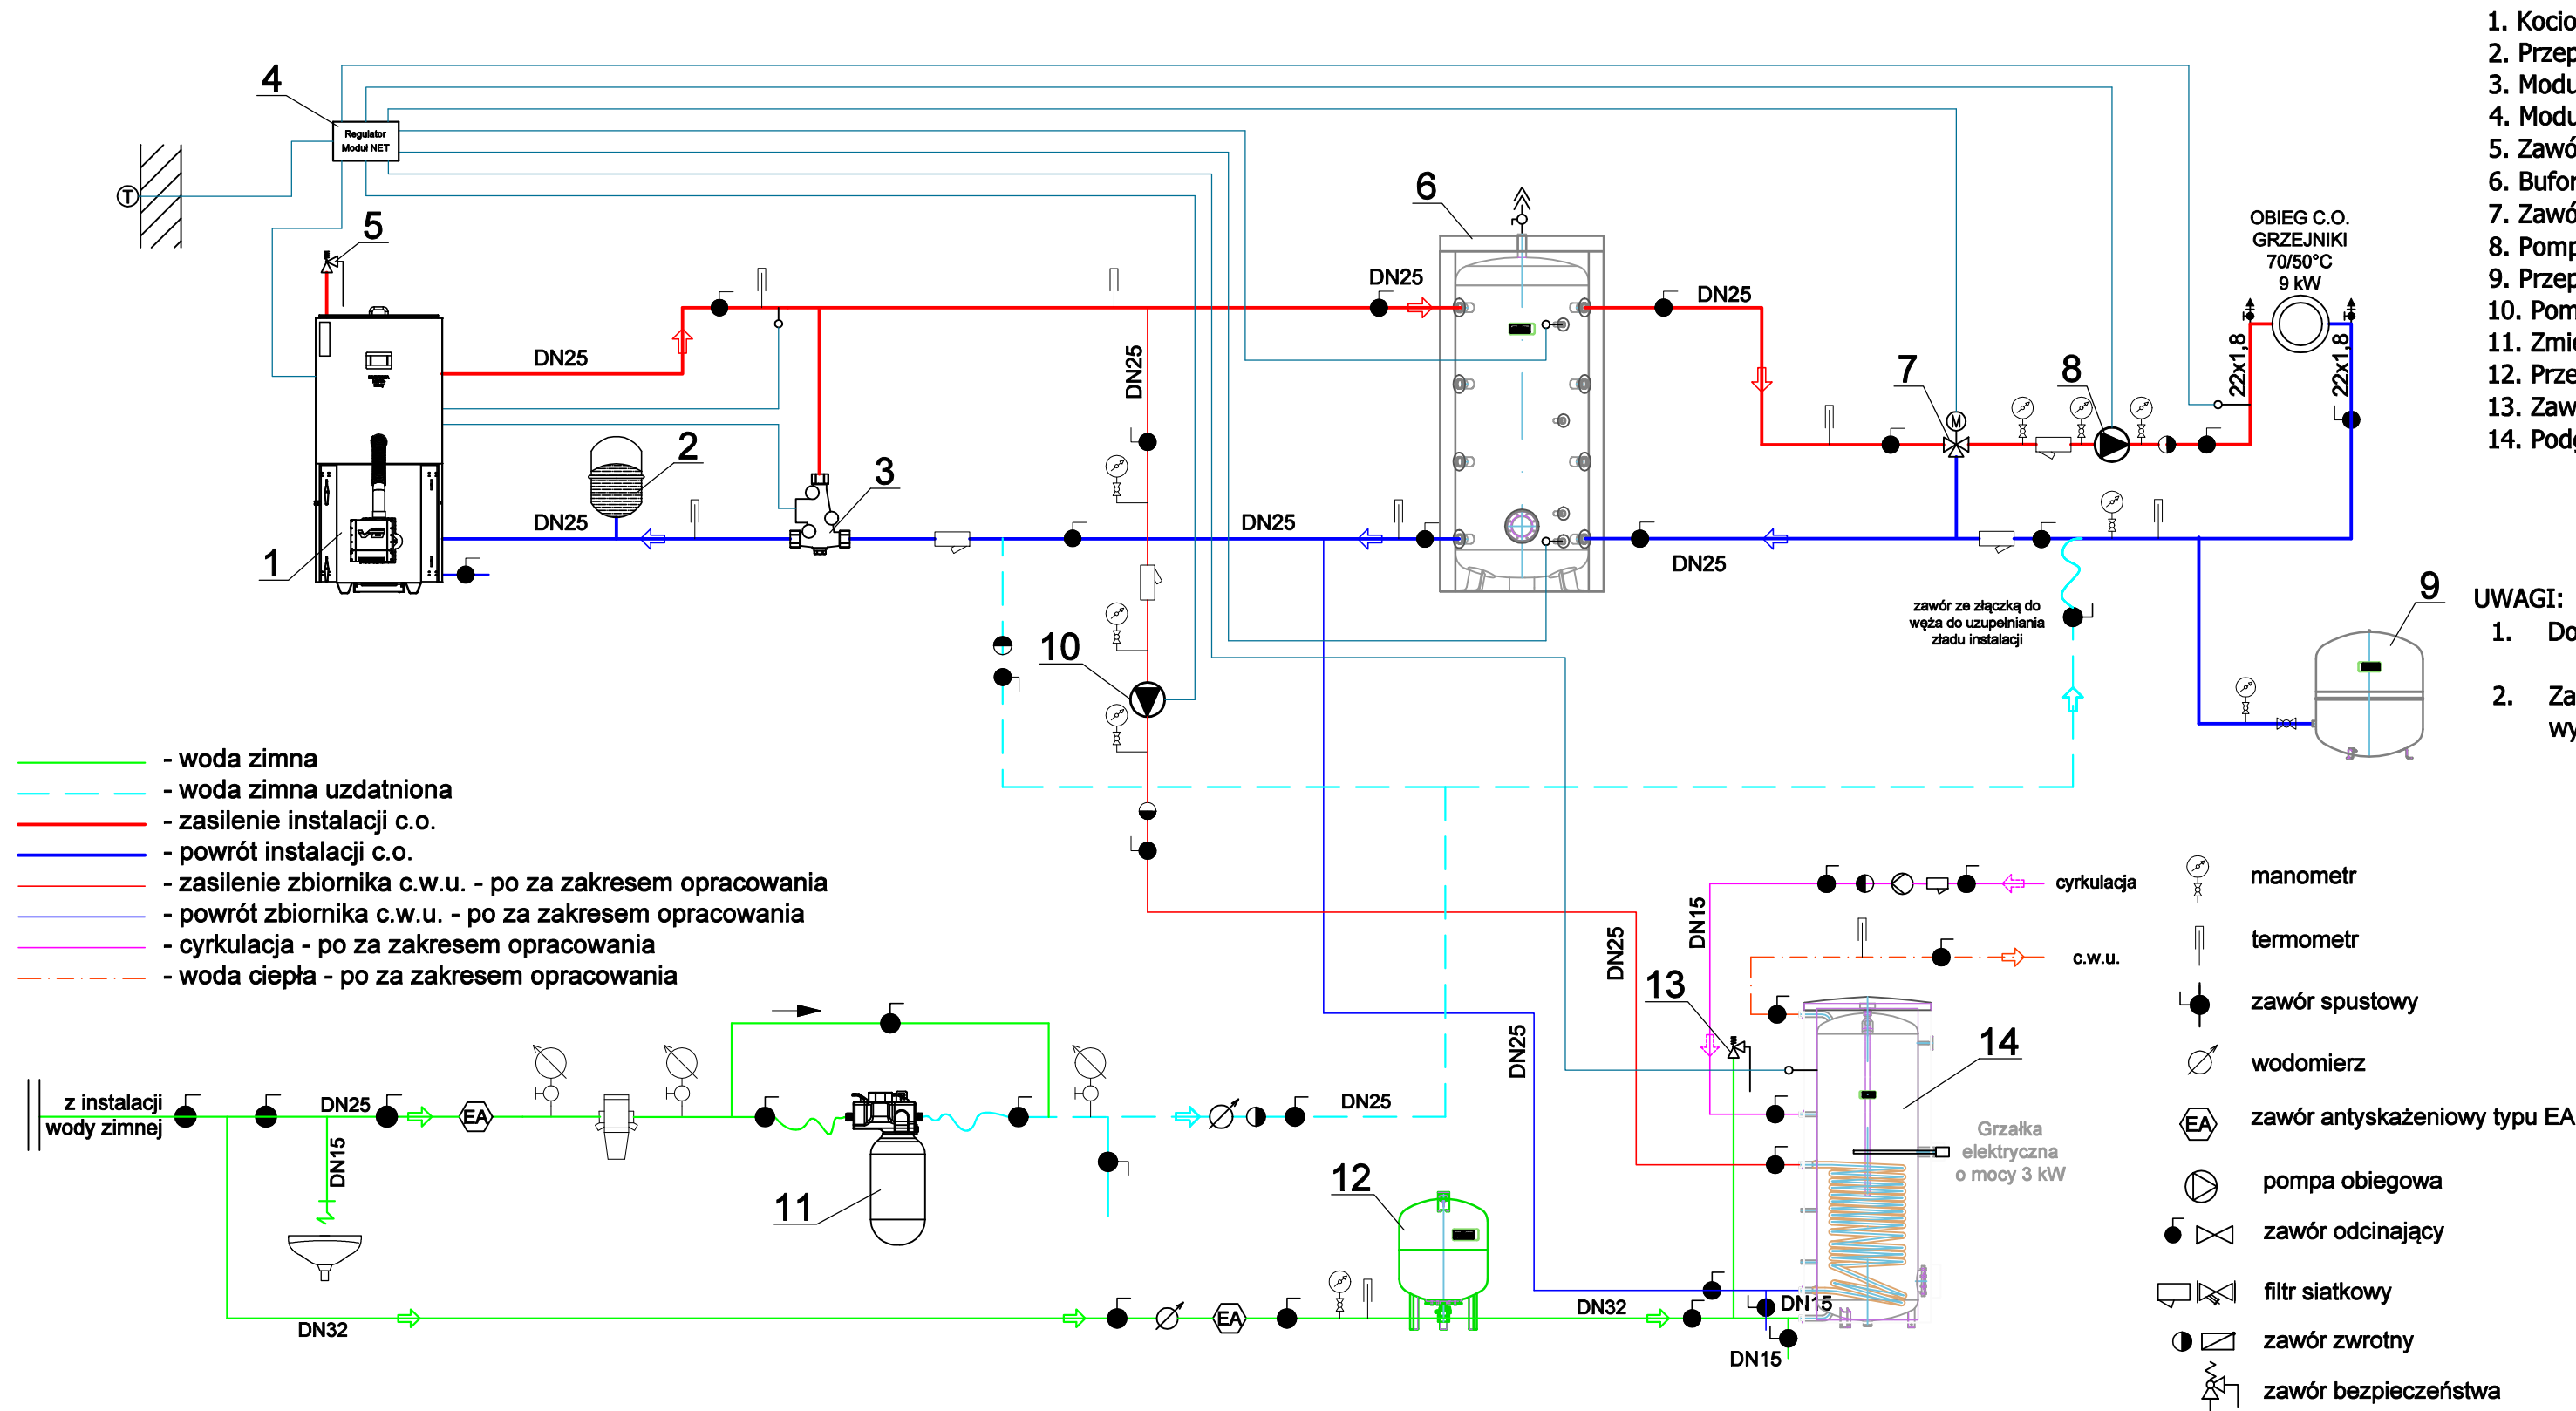 4
Regulator
Moduł NET
T
5
1
DN25
2
DN25
3
DN25
DN25
10
DN25
6
DN25
DN25
7
M
8
OBIEG C.O.
GRZEJNIKI
70/50°C
9 kW
22x1,8
22x1,8
zawór ze złączką do
węża do uzupełniania
zładu instalacji
9
1. Kocio
2. Przep
3. Modu
4. Modu
5. Zawó
6. Bufor
7. Zawó
8. Pomp
9. Przep
10. Pom
11. Zmię
12. Prze
13. Zaw
14. Podg
UWAGI:
1. Do
2. Za
wy
- woda zimna
- woda zimna uzdatniona
- zasilenie instalacji c.o.
- powrót instalacji c.o.
- zasilenie zbiornika c.w.u. - po za zakresem opracowania
- powrót zbiornika c.w.u. - po za zakresem opracowania
- cyrkulacja - po za zakresem opracowania
- woda ciepła - po za zakresem opracowania
z instalacji
wody zimnej
DN25
DN15
EA
11
DN25
DN32
EA
12
DN32
DN25
DN25
DN15
13
14
cyrkulacja
c.w.u.
Grzałka
elektryczna
o mocy 3 kW
DN15
DN15
manometr
termometr
zawór spustowy
wodomierz
EA
zawór antyskażeniowy typu EA
pompa obiegowa
zawór odcinający
filtr siatkowy
zawór zwrotny
zawór bezpieczeństwa